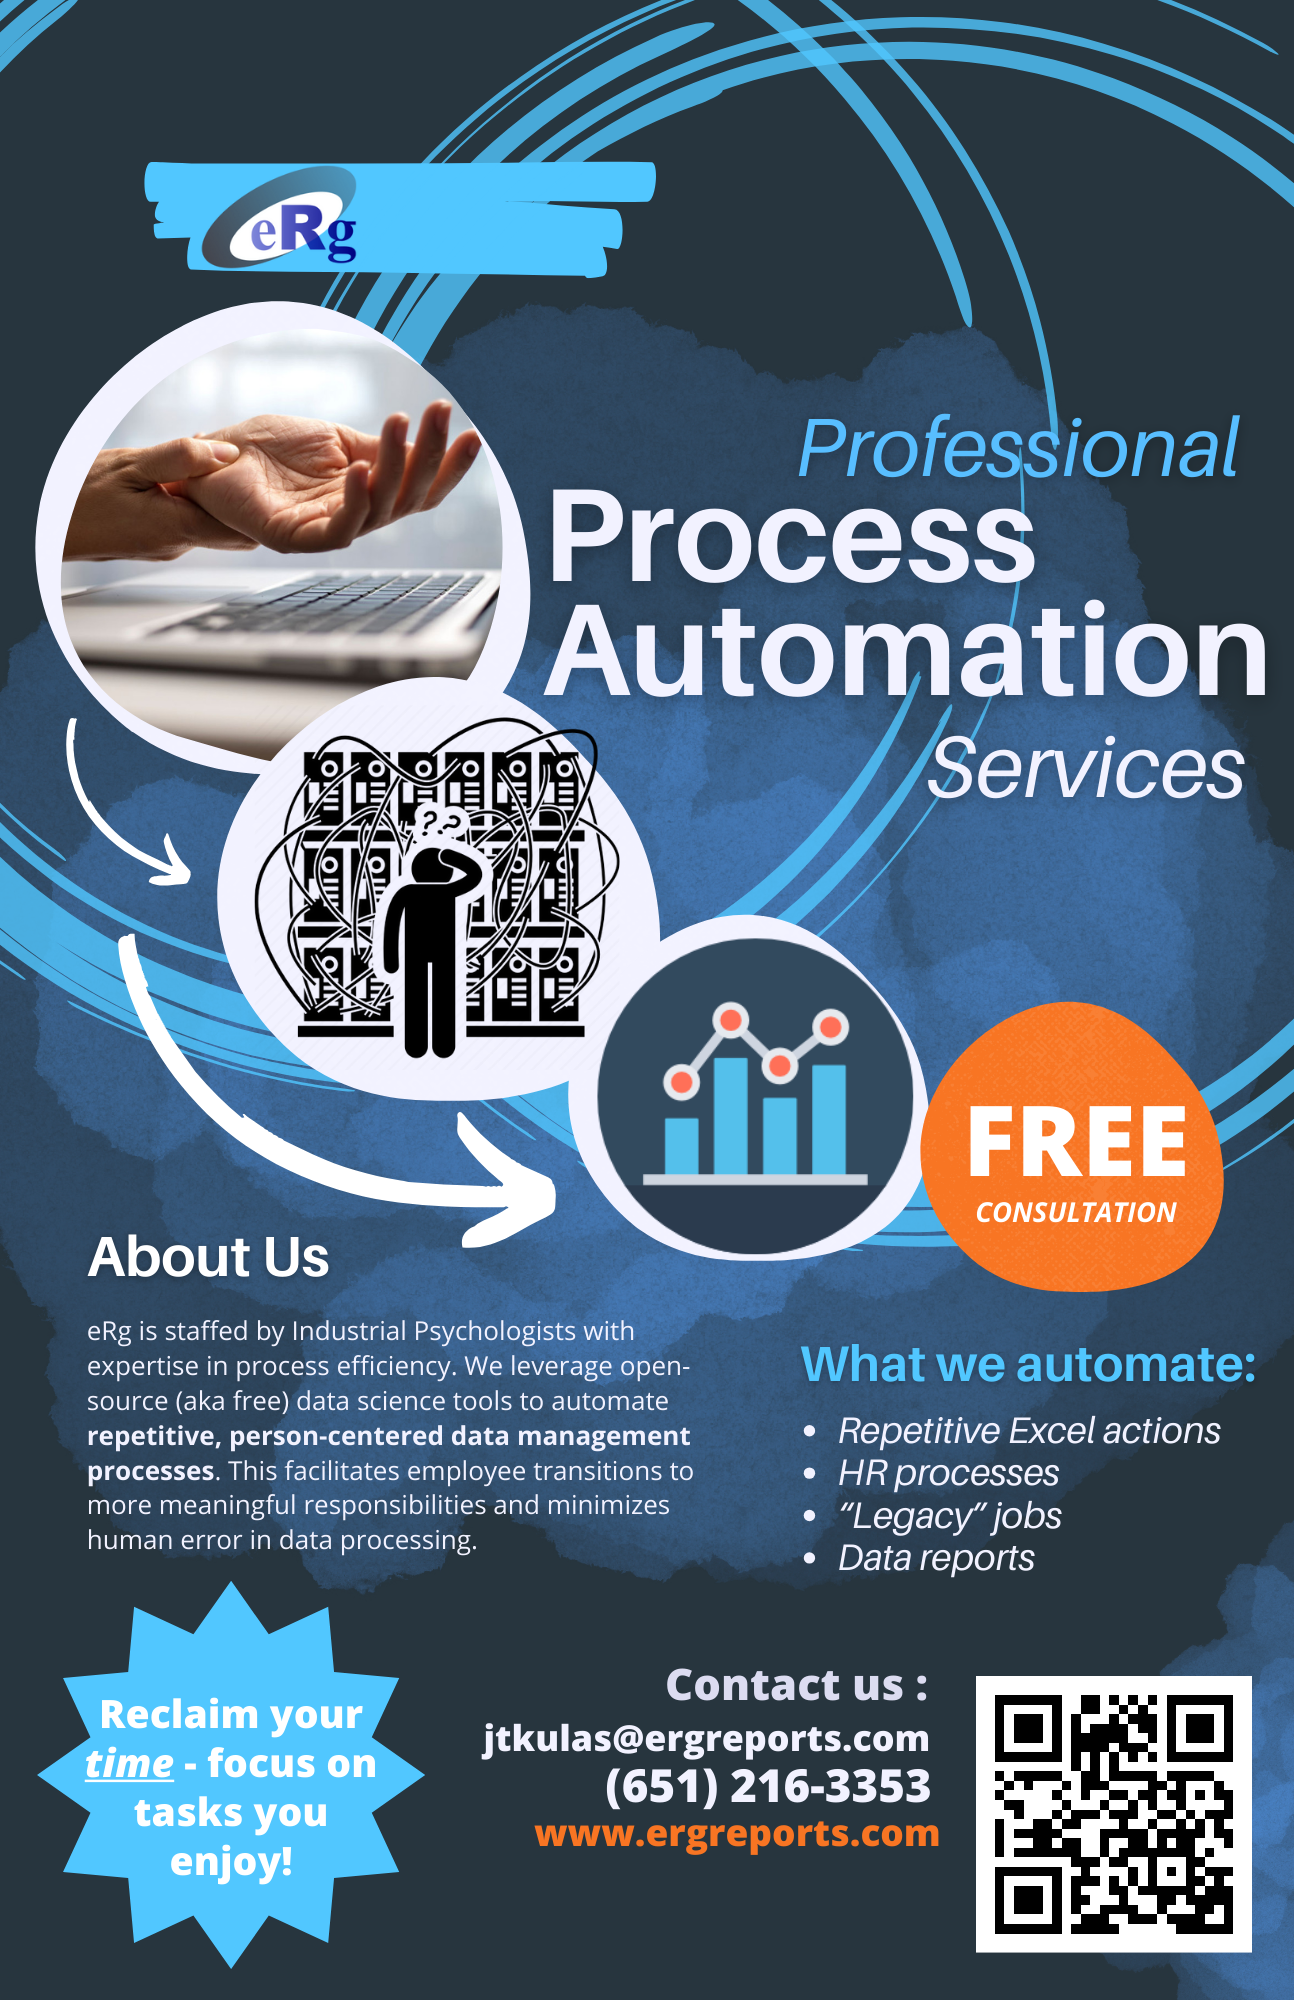 eRg
Professional
Process
Automation
Services
??
FREE
CONSULTATION
About Us
eRg is staffed by Industrial Psychologists with
expertise in process efficiency. We leverage open-
source (aka free) data science tools to automate
repetitive, person-centered data management
processes. This facilitates employee transitions to
more meaningful responsibilities and minimizes
human error in data processing.
What we automate:
• Repetitive Excel actions
• HR processes
• “Legacy” jobs
• Data reports
Reclaim your
time - focus on
tasks you
enjoy!
Contact us :
jtkulas@ergreports.com
(651) 216-3353
www.ergreports.com